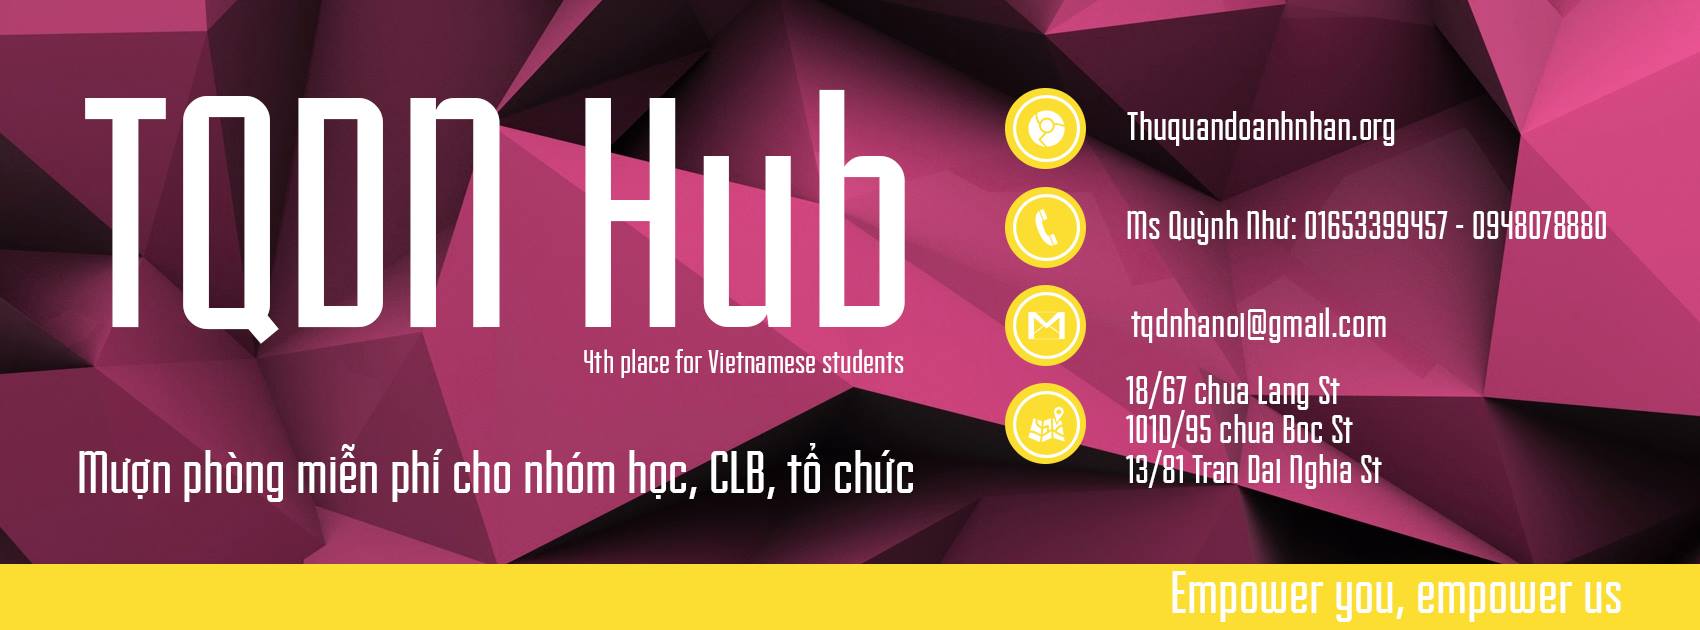 TQDN Hub
4th place for Vietnamese students
Mượn phòng miễn phí cho nhóm học, CLB, tổ chức
Thuquandoanhnhan.org
Ms Quỳnh Như: 01653399457 - 0948078880
tqdnhanoi@gmail.com
18/67 chua Lang St
101D/95 chua Boc St
13/81 Tran Dai Nghia St
Empower you, empower us